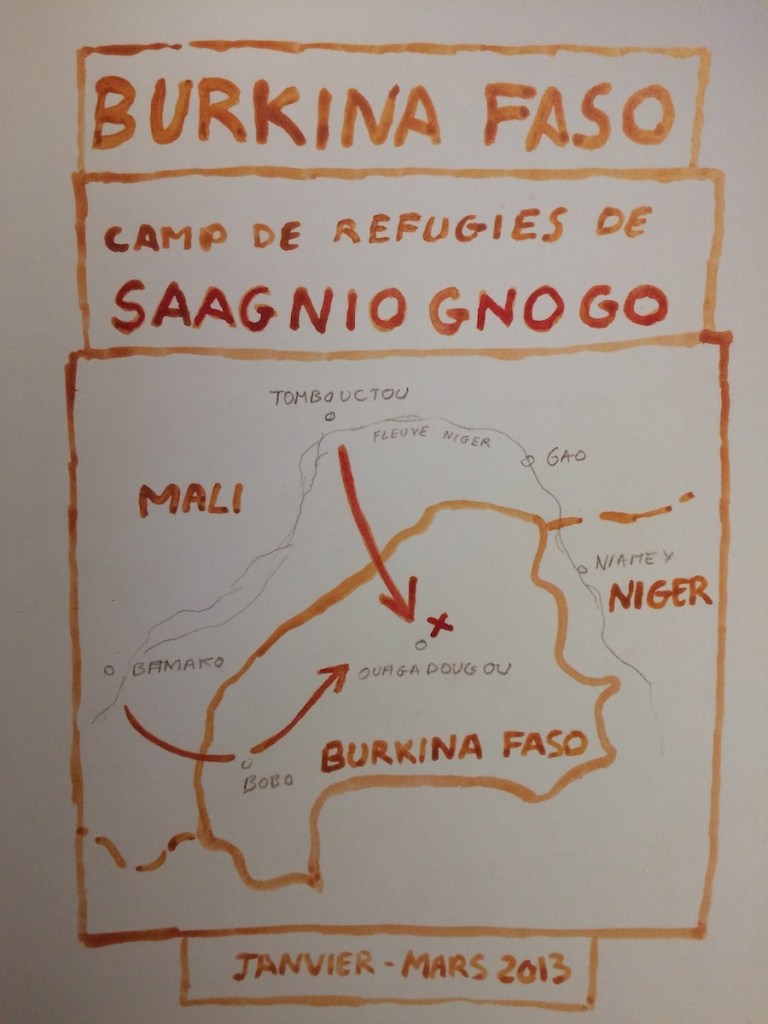 BURKINA FASO
CAMP DE REFUGIES DE
SAAGNIOGNOGO
TOMBOUCTOU
FLEUVE NIGER
GAO
MALI
NIAMEY
NIGER
BAMAKO
OUAGADOUGOU
BURKINA FASO
BOBO
JANVIER - MARS 2013